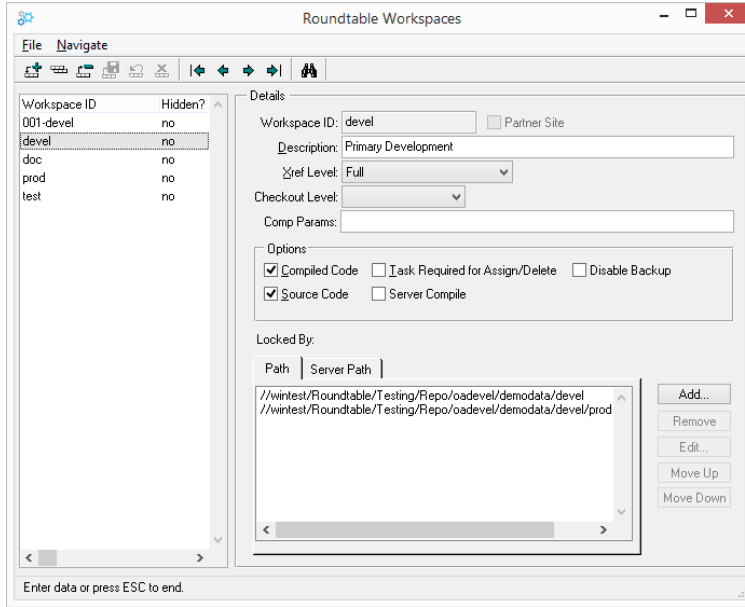 Roundtable Workspaces
File Navigate
Workspace ID Hidden?
001-devel no
devel no
doc no
prod no
test no
Details
Workspace ID: devel Partner Site
Description: Primary Development
Xref Level: Full
Checkout Level:
Comp Params:
Options
Compiled Code Task Required for Assign/Delete Disable Backup
Source Code Server Compile
Locked By:
Path Server Path
//wintest/Roundtable/Testing/Repo/oadevel/demodata/devel
//wintest/Roundtable/Testing/Repo/oadevel/demodata/devel/prod
Add...
Remove
Edit...
Move Up
Move Down
Enter data or press ESC to end.